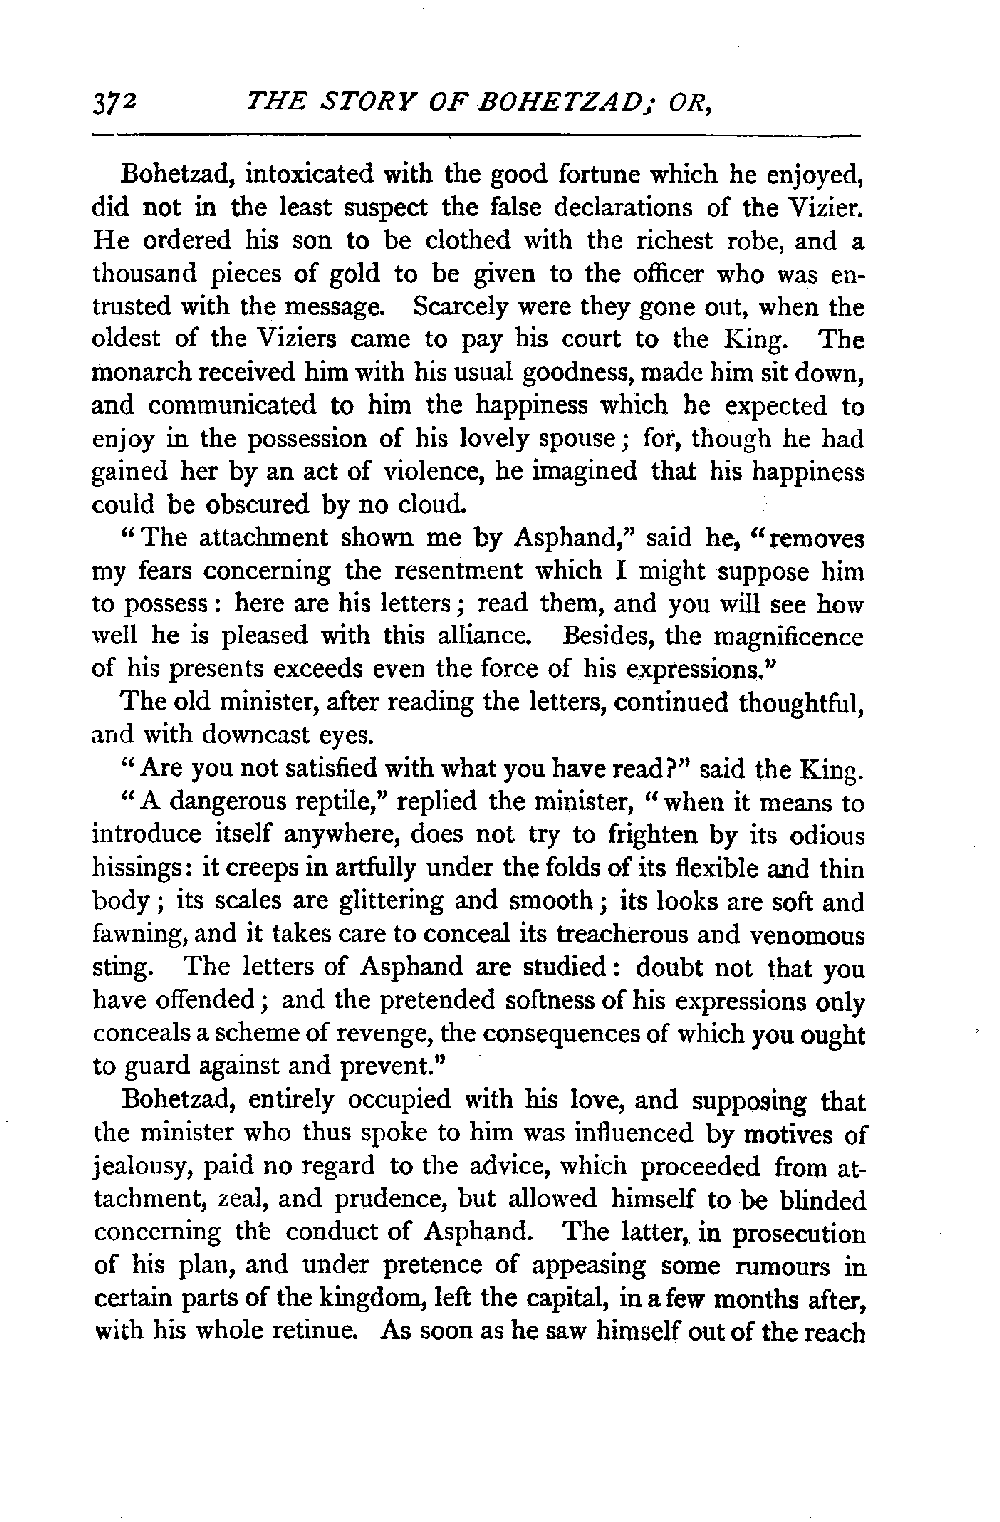 372 THE STORY OF BOHETZAD; OR,
Bohetzad, intoxicated with the good fortune which he enjoyed,
did not in the least suspect the false declarations of the Vizier.
He ordered his son to be clothed with the richest robe, and a
thousand pieces of gold to be given to the officer who was en-
trusted with the message. Scarcely were they gone out, when the
oldest of the Viziers came to pay his court to the King. The
monarch received him with his usual goodness, made him sit down,
and communicated to him the happiness which he expected to
enjoy in the possession of his lovely spouse; for, though he had
gained her by an act of violence, he imagined that his happiness
could be obscured by no cloud.
"The attachment shown me by Asphand," said he, "removes
my fears concerning the resentment which I might suppose him
to possess: here are his letters; read them, and you will see how
well he is pleased with this alliance. Besides, the magnificence
of his presents exceeds even the force of his expressions."
The old minister, after reading the letters, continued thoughtful,
and with downcast eyes.
"Are you not satisfied with what you have read?" said the King.
"A dangerous reptile," replied the minister, "when it means to
introduce itself anywhere, does not try to frighten by its odious
hissings: it creeps in artfully under the folds of its flexible and thin
body; its scales are glittering and smooth; its looks are soft and
fawning, and it takes care to conceal its treacherous and venomous
sting. The letters of Asphand are studied: doubt not that you
have offended; and the pretended softness of his expressions only
conceals a scheme of revenge, the consequences of which you ought
to guard against and prevent."
Bohetzad, entirely occupied with his love, and supposing that
the minister who thus spoke to him was influenced by motives of
jealousy, paid no regard to the advice, which proceeded from at-
tachment, zeal, and prudence, but allowed himself to be blinded
concerning the conduct of Asphand. The latter, in prosecution
of his plan, and under pretence of appeasing some rumours in
certain parts of the kingdom, left the capital, in a few months after,
with his whole retinue. As soon as he saw himself out of the reach